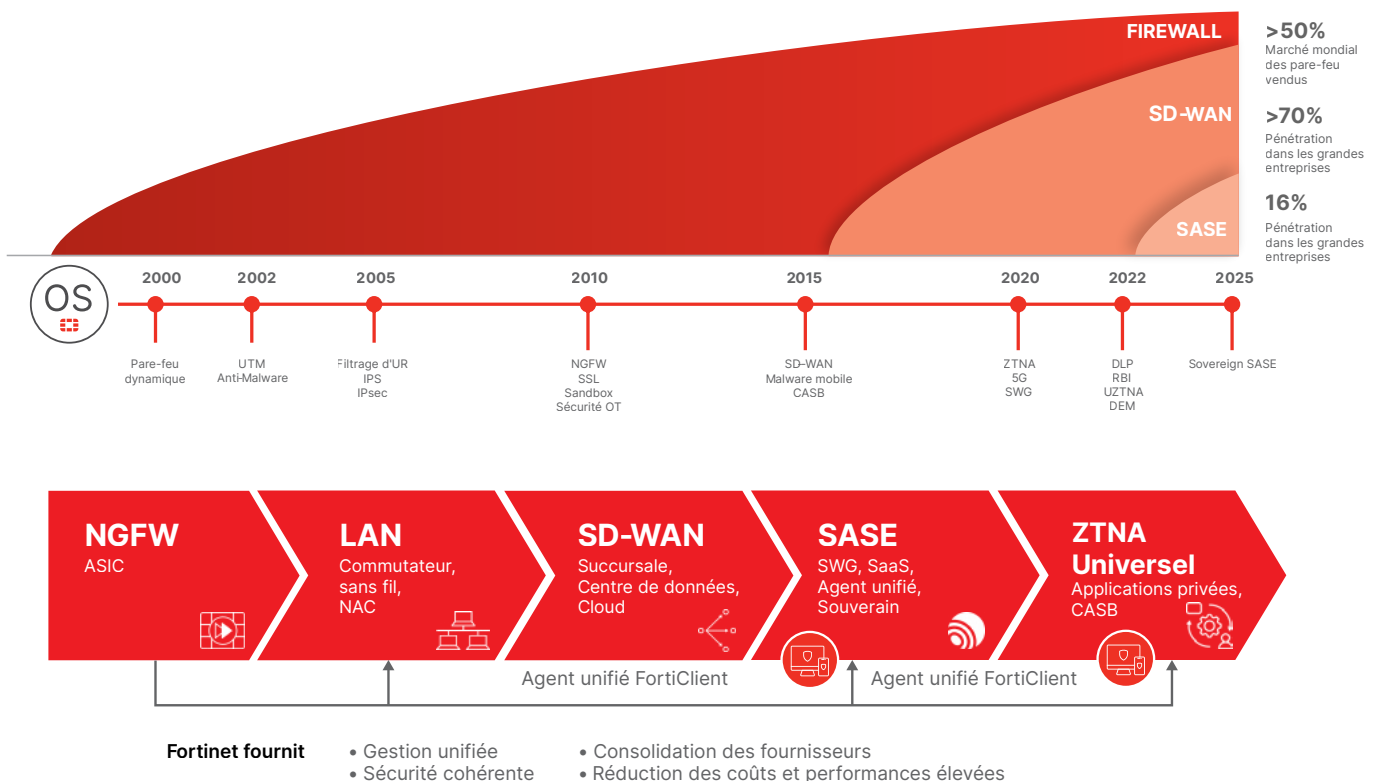 FIREWALL
>50%
Marché mondial
des pare-feu
vendus
SD-WAN
>70%
Pénétration
dans les grandes
entreprises
SASE
16%
Pénétration
dans les grandes
entreprises
OS
2000
2002
2005
2010
2015
2020
2022
2025
Pare-feu
dynamique
UTM
Anti-Malware
Filtrage d'UR
IPS
IPsec
NGFW
SSL
Sandbox
Sécurité OT
SD-WAN
Malware mobile
CASB
ZTNA
5G
SWG
DLP
RBI
UZTNA
DEM
Sovereign SASE
NGFW
ASIC
LAN
Commutateur,
sans fil,
NAC
SD-WAN
Succursale,
Centre de données,
Cloud
SASE
SWG, SaaS,
Agent unifié,
Souverain
ZTNA
Universel
Applications privées,
CASB
Agent unifié FortiClient
Agent unifié FortiClient
Fortinet fournit
• Gestion unifiée
• Sécurité cohérente
• Consolidation des fournisseurs
• Réduction des coûts et performances élevées